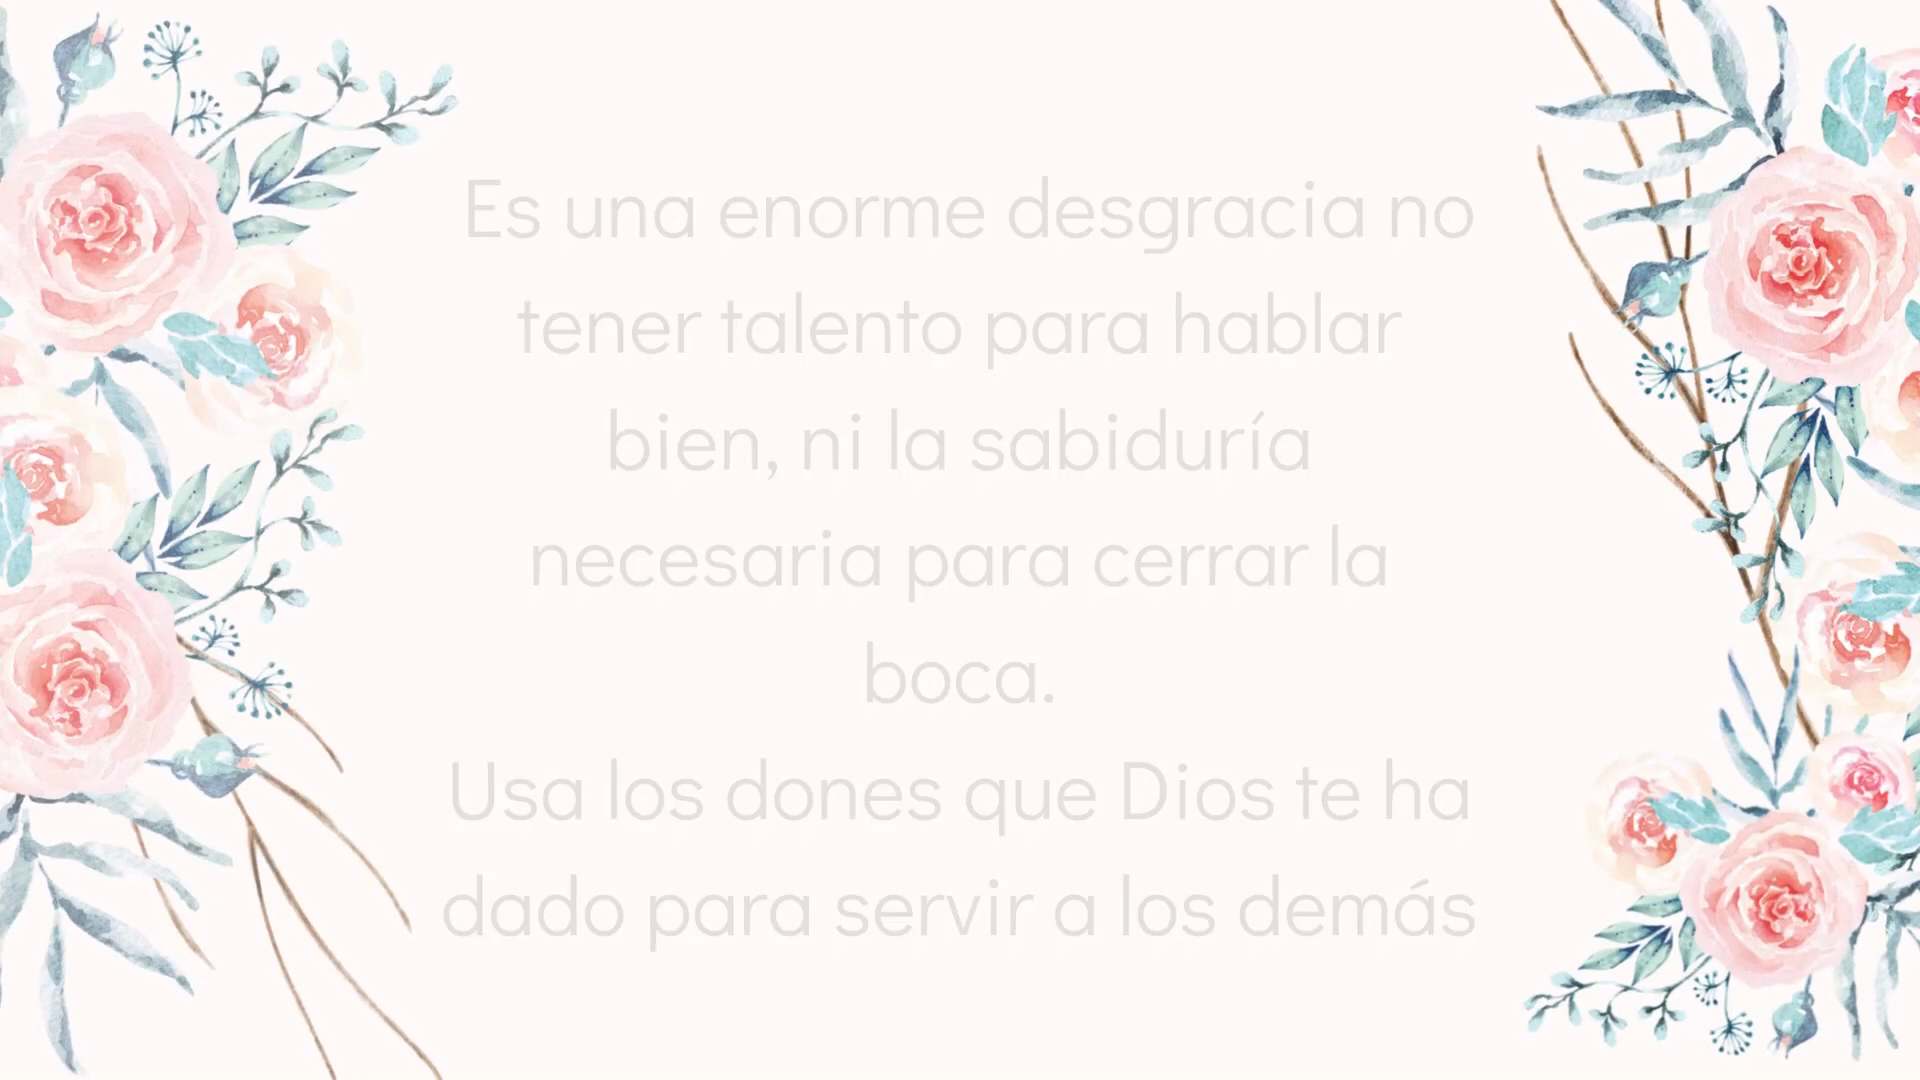 Es una enorme desgracia no
tener talento para hablar
bien, ni la sabiduría
necesaria para cerrar la
boca.
Usa los dones que Dios te ha
dado para servir a los demás